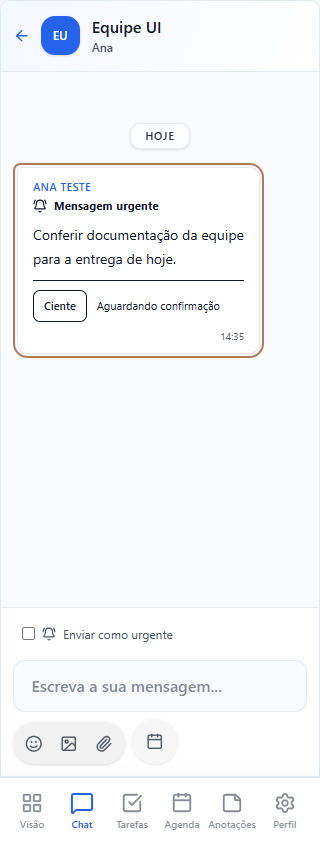 EU
Equipe UI
Ana
HOJE
ANA TESTE
Mensagem urgente
Conferir documentação da equipe
para a entrega de hoje.
Ciente
Aguardando confirmação
14:35
Enviar como urgente
Escreva a sua mensagem...
Visão
Chat
Tarefas
Agenda
Anotações
Perfil